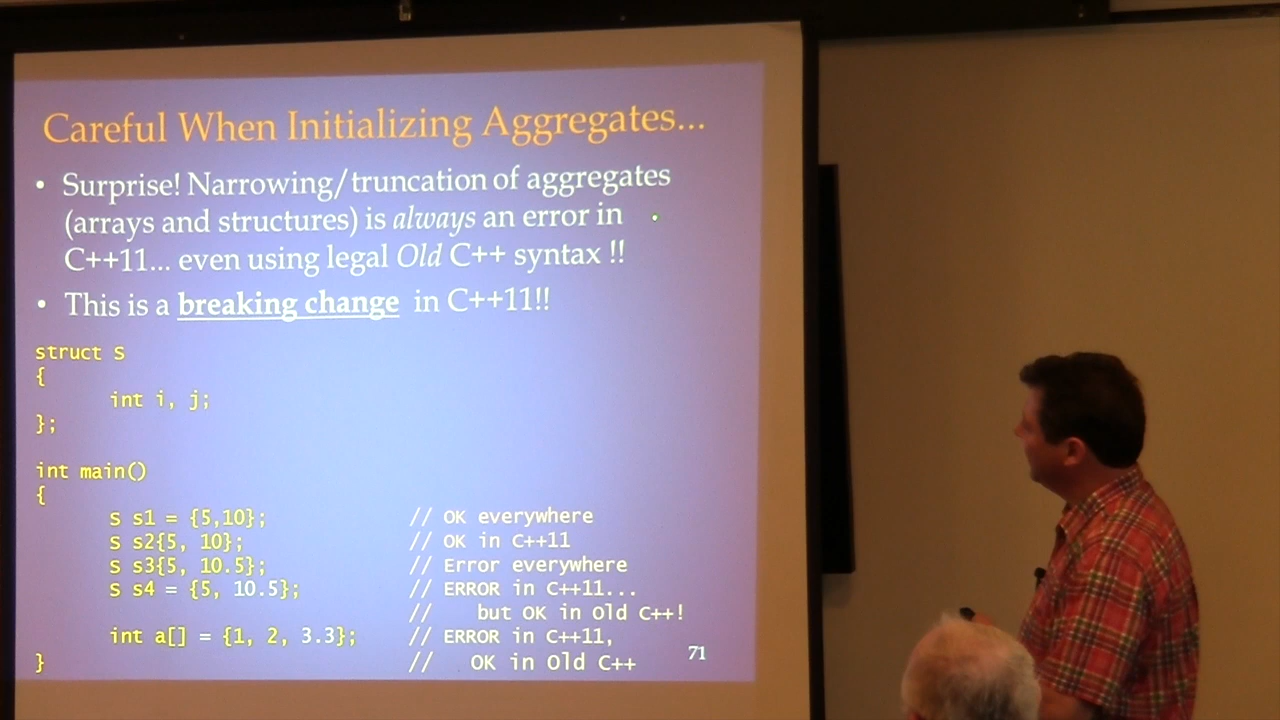 Careful When Initializing Aggregates...
• Surprise! Narrowing/truncation of aggregates
(arrays and structures) is always an error in
C++11... even using legal Old C++ syntax !!
• This is a breaking change in C++11!!
struct S
{
int i, j;
};
int main()
{
S s1 = {5,10}; // OK everywhere
S s2{5, 10}; // OK in C++11
S s3{5, 10.5}; // Error everywhere
S s4 = {5, 10.5}; // ERROR in C++11...
// but OK in Old C++!
int a[] = {1, 2, 3.3}; // ERROR in C++11,
} // OK in Old C++
71